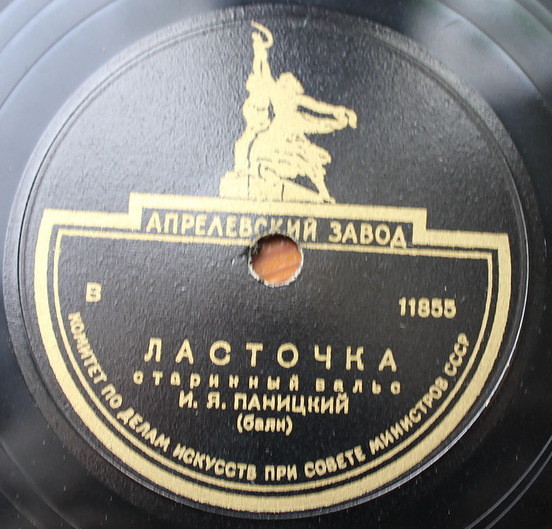 АПРЕЛЕВСКИЙ ЗАВОД
В 11855
ЛАСТОЧКА
старинный вальс
И. Я. ПАНИЦКИЙ
(баян)
КОМИТЕТ ПО ДЕЛАМ ИСКУССТВ ПРИ СОВЕТЕ МИНИСТРОВ СССР